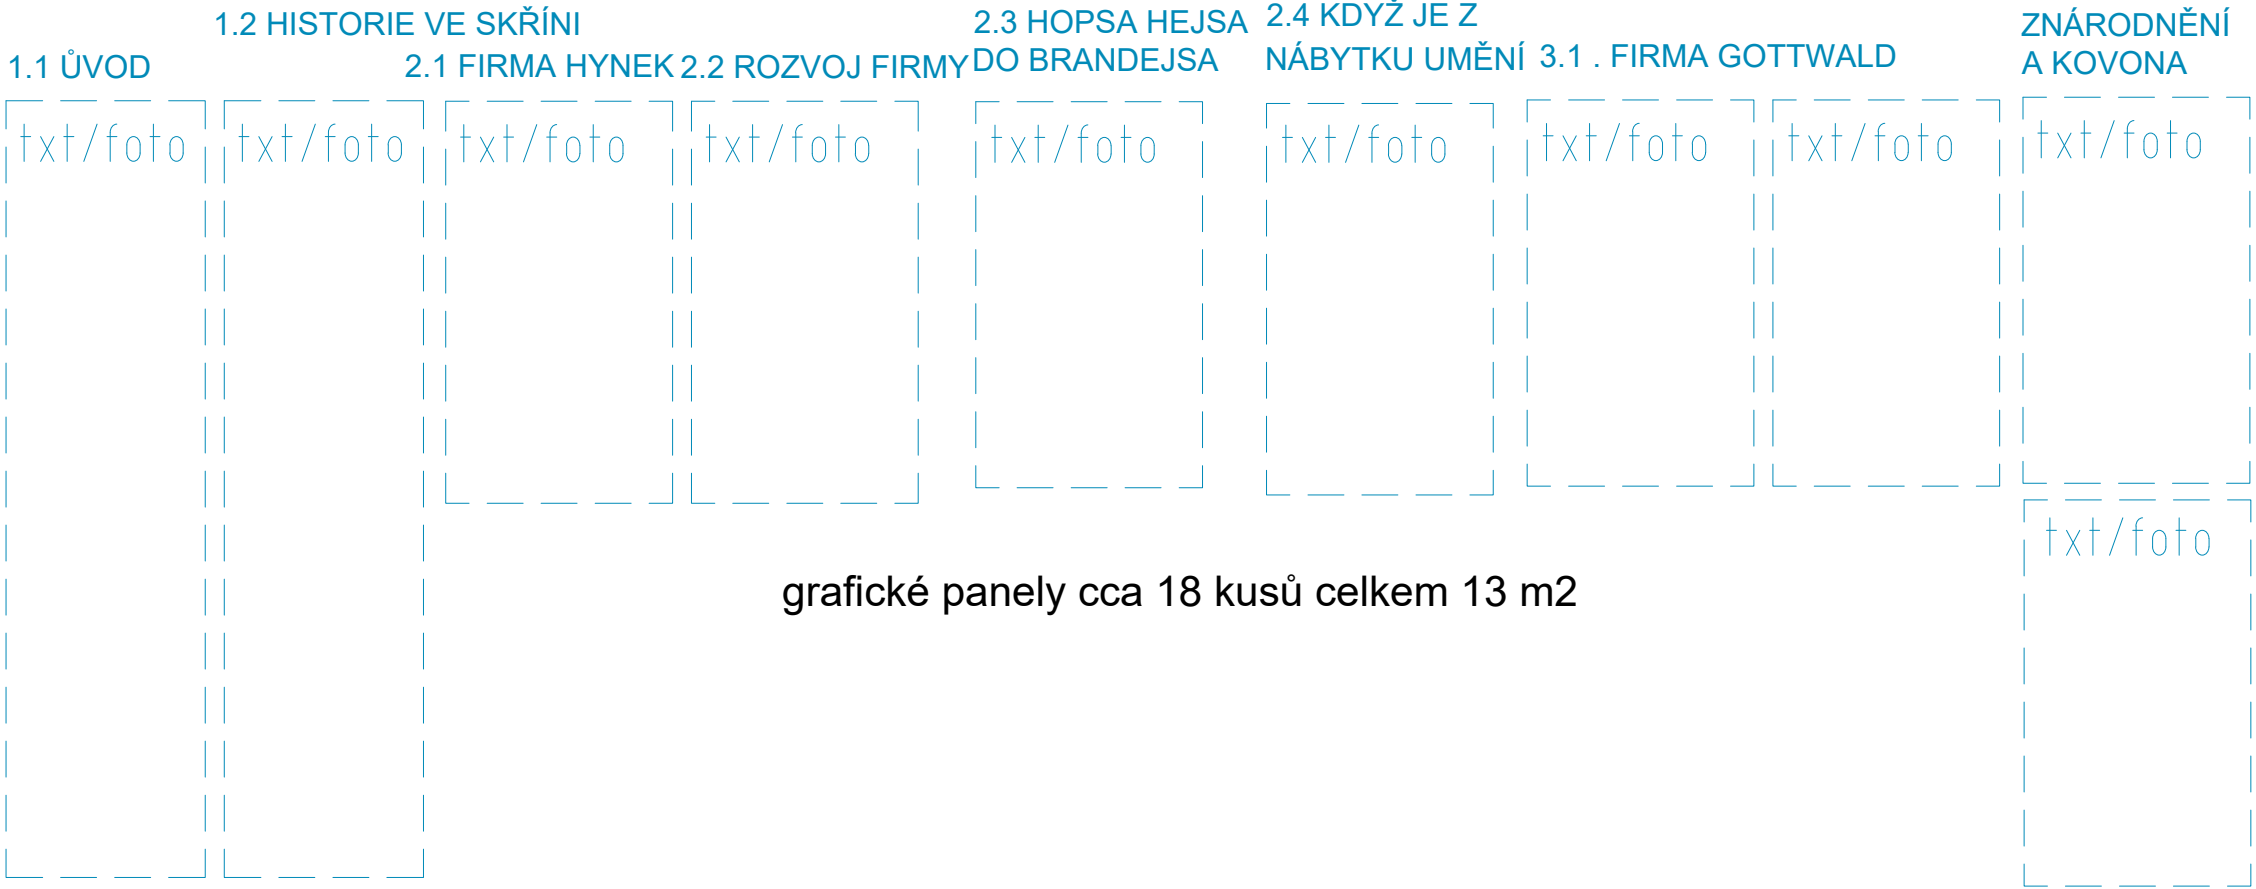 1.1 ŮVOD
1.2 HISTORIE VE SKŘÍNI
2.1 FIRMA HYNEK
2.2 ROZVOJ FIRMY
2.3 HOPSA HEJSA
DO BRANDEJSA
2.4 KDYŽ JE Z
NÁBYTKU UMĚNÍ
3.1 . FIRMA GOTTWALD
ZNÁRODNĚNÍ
A KOVONA
txt/foto
txt/foto
txt/foto
txt/foto
txt/foto
txt/foto
txt/foto
txt/foto
txt/foto
txt/foto
grafické panely cca 18 kusů celkem 13 m2